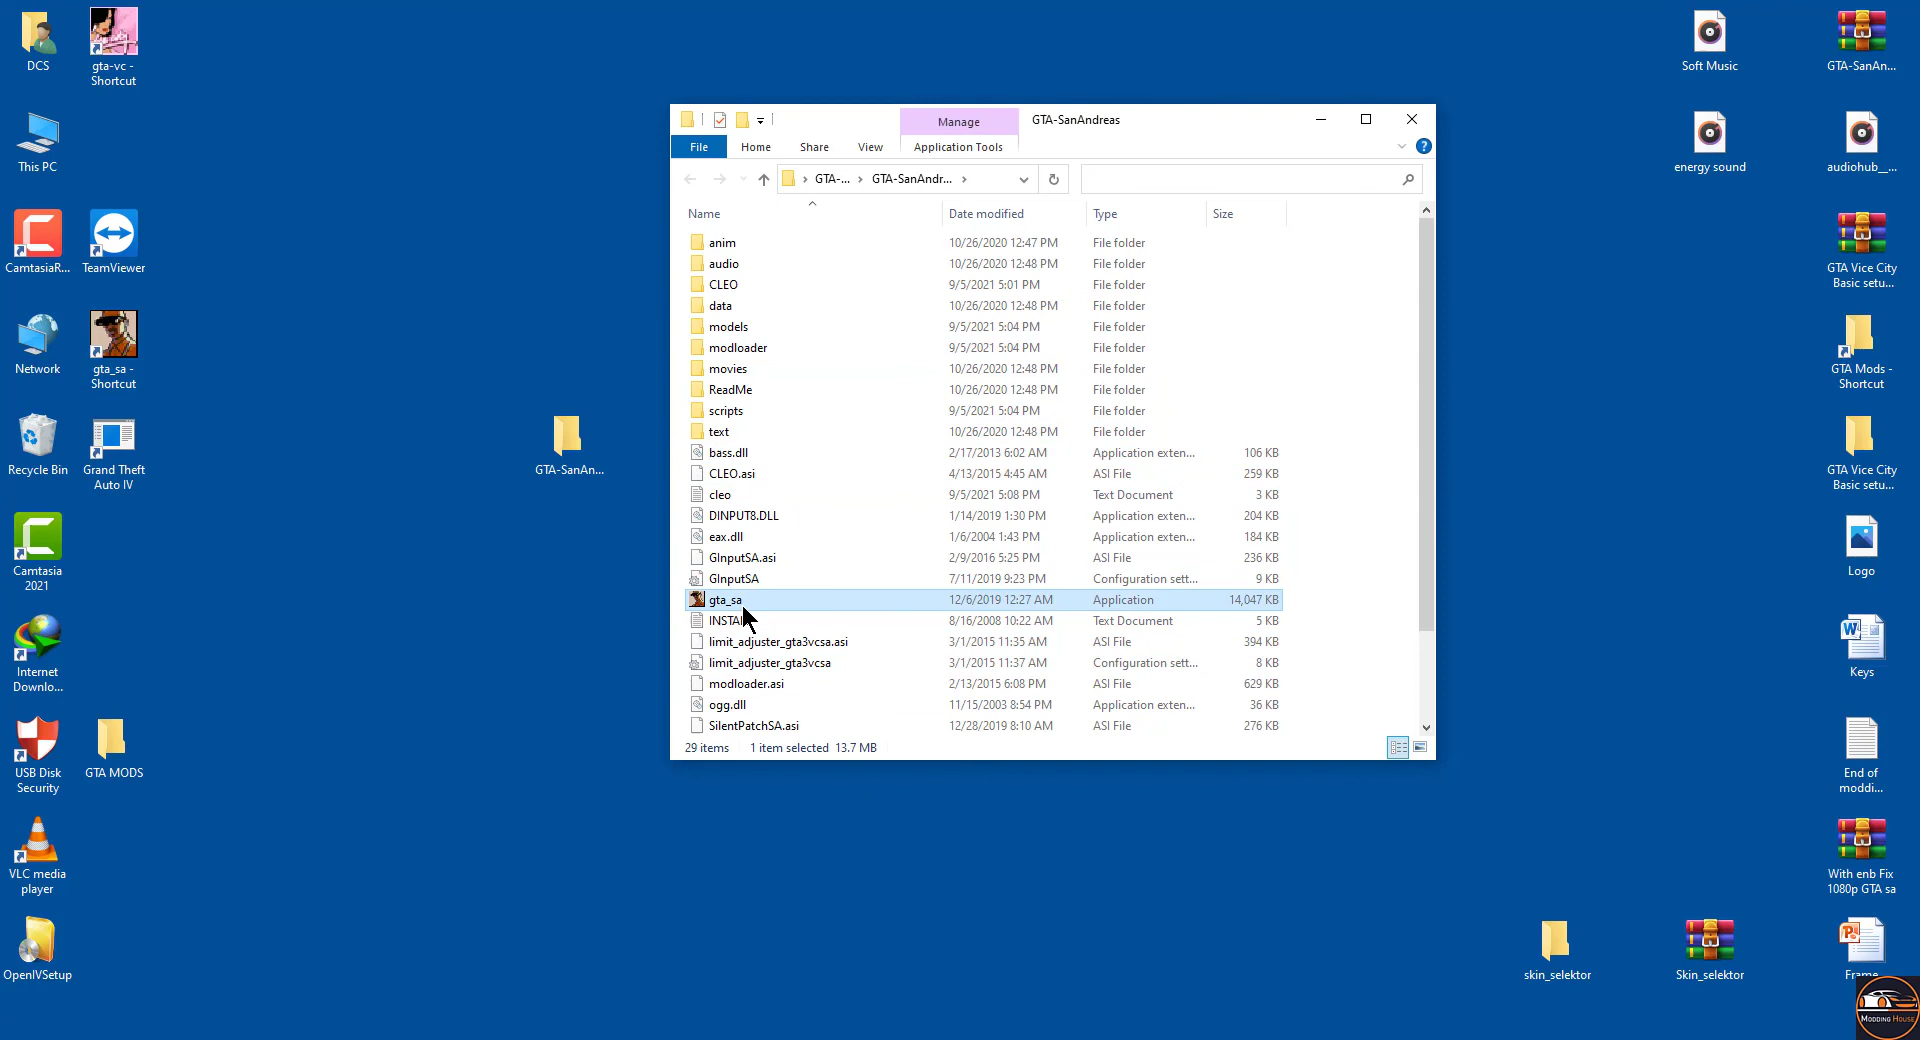 DCS
gta-vc -
Shortcut
This PC
CamtasiaR...
TeamViewer
Network
gta_sa -
Shortcut
Recycle Bin
Grand Theft
Auto IV
Camtasia
2021
Internet
Downlo...
USB Disk
Security
GTA MODS
VLC media
player
OpenIVSetup
GTA-SanAn...
Manage
GTA-SanAndreas
File
Home
Share
View
Application Tools
GTA-...
GTA-SanAndr...
Name
Date modified
Type
Size
anim 10/26/2020 12:47 PM File folder
audio 10/26/2020 12:48 PM File folder
CLEO 9/5/2021 5:01 PM File folder
data 10/26/2020 12:48 PM File folder
models 9/5/2021 5:04 PM File folder
modloader 9/5/2021 5:04 PM File folder
movies 10/26/2020 12:48 PM File folder
ReadMe 10/26/2020 12:48 PM File folder
scripts 9/5/2021 5:04 PM File folder
text 10/26/2020 12:48 PM File folder
bass.dll 2/17/2013 6:02 AM Application exten... 106 KB
CLEO.asi 4/13/2015 4:45 AM ASI File 259 KB
cleo 9/5/2021 5:08 PM Text Document 3 KB
DINPUT8.DLL 1/14/2019 1:30 PM Application exten... 204 KB
eax.dll 1/6/2004 1:43 PM Application exten... 184 KB
GInputSA.asi 2/9/2016 5:25 PM ASI File 236 KB
GInputSA 7/11/2019 9:23 PM Configuration sett... 9 KB
gta_sa 12/6/2019 12:27 AM Application 14,047 KB
INSTAL 8/16/2008 10:22 AM Text Document 5 KB
limit_adjuster_gta3vcsa.asi 3/1/2015 11:35 AM ASI File 394 KB
limit_adjuster_gta3vcsa 3/1/2015 11:37 AM Configuration sett... 8 KB
modloader.asi 2/13/2015 6:08 PM ASI File 629 KB
ogg.dll 11/15/2003 8:54 PM Application exten... 36 KB
SilentPatchSA.asi 12/28/2019 8:10 AM ASI File 276 KB
29 items 1 item selected 13.7 MB
Soft Music
GTA-SanAn...
energy sound
audiohub__...
GTA Vice City
Basic setu...
GTA Mods -
Shortcut
GTA Vice City
Basic setu...
Logo
Keys
End of
moddi...
With enb Fix
1080p GTA sa
skin_selektor
Skin_selektor
Frame
MODDING HOUSE